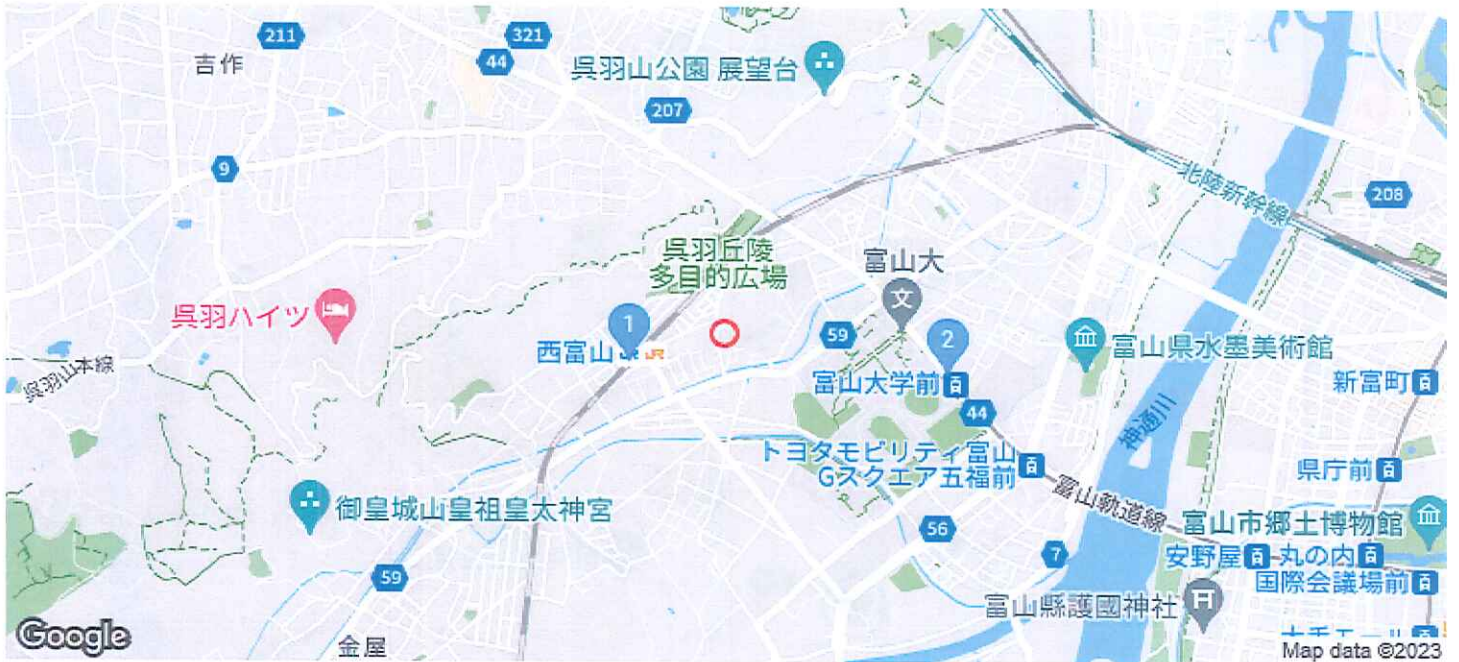 211
321
吉作
44
呉羽山公園 展望台
207
9
北陸新幹線
208
呉羽丘陵
多目的広場
富山大
文
呉羽ハイツ
1
西富山
JR
59
2
富山県水墨美術館
富山大学前
新富町
呉羽山本線
44
神通川
トヨタモビリティ富山
Gスクエア五福前
県庁前
富山軌道線
御皇城山皇祖皇太神宮
56
富山市郷土博物館
7
安野屋
丸の内
59
国際会議場前
富山縣護國神社
Google
金屋
Map data ©2023